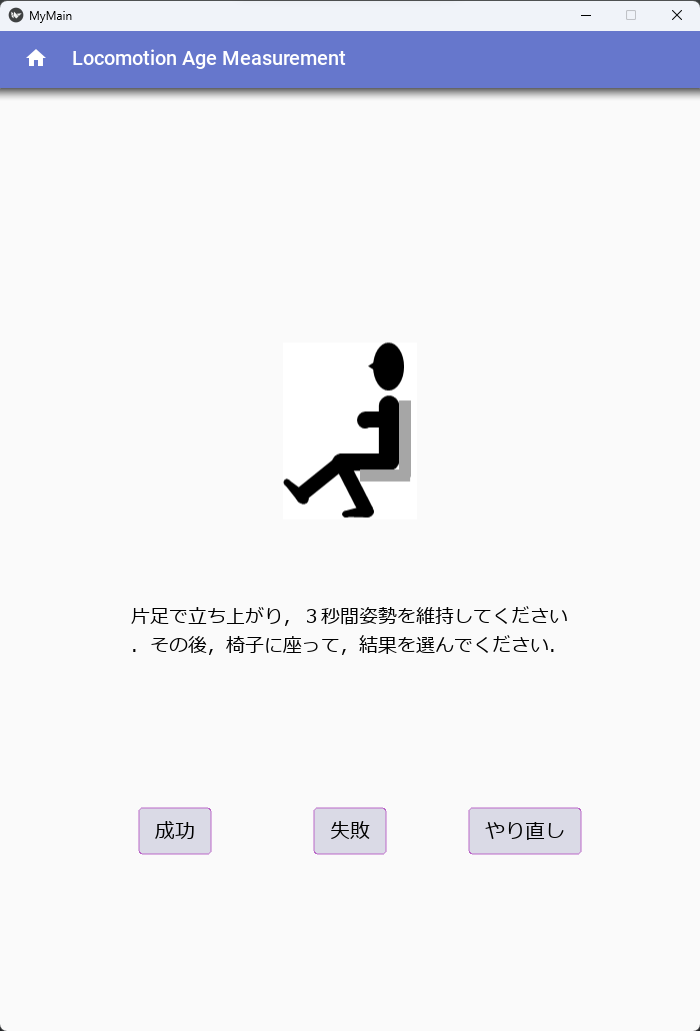 MyMain
Locomotion Age Measurement
片足で立ち上がり，３秒間姿勢を維持してください
．その後，椅子に座って，結果を選んでください．
成功
失敗
やり直し